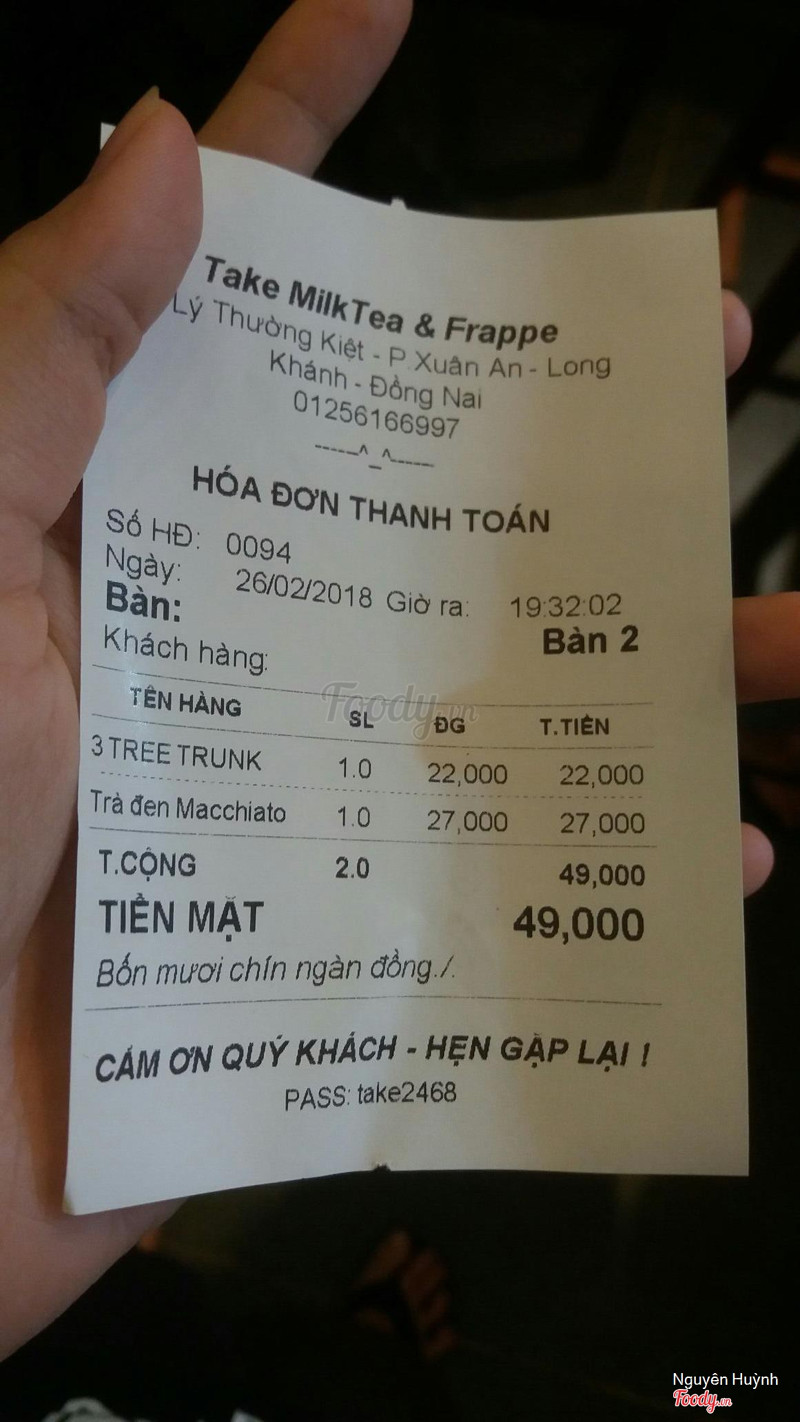 Take MilkTea & Frappe
Lý Thường Kiệt - P.Xuân An - Long
Khánh - Đồng Nai
01256166997
-----^_^-----
HÓA ĐƠN THANH TOÁN
Số HĐ: 0094
Ngày: 26/02/2018 Giờ ra: 19:32:02
Bàn: Bàn 2
Khách hàng:
Foody.vn
TÊN HÀNG SL ĐG T.TIỀN
3 TREE TRUNK 1.0 22,000 22,000
Trà đen Macchiato 1.0 27,000 27,000
T.CỘNG 2.0 49,000
TIỀN MẶT 49,000
Bốn mươi chín ngàn đồng./.
CÁM ƠN QUÝ KHÁCH - HẸN GẶP LẠI !
PASS: take2468
Nguyên Huỳnh
Foody.vn